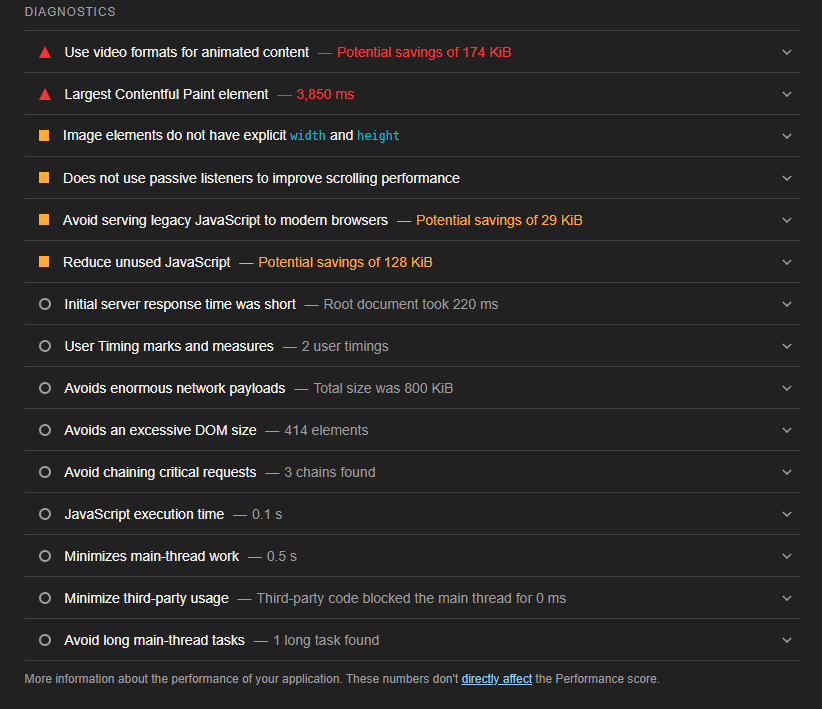 DIAGNOSTICS
Use video formats for animated content — Potential savings of 174 KiB
Largest Contentful Paint element — 3,850 ms
Image elements do not have explicit width and height
Does not use passive listeners to improve scrolling performance
Avoid serving legacy JavaScript to modern browsers — Potential savings of 29 KiB
Reduce unused JavaScript — Potential savings of 128 KiB
Initial server response time was short — Root document took 220 ms
User Timing marks and measures — 2 user timings
Avoids enormous network payloads — Total size was 800 KiB
Avoids an excessive DOM size — 414 elements
Avoid chaining critical requests — 3 chains found
JavaScript execution time — 0.1 s
Minimizes main-thread work — 0.5 s
Minimize third-party usage — Third-party code blocked the main thread for 0 ms
Avoid long main-thread tasks — 1 long task found
More information about the performance of your application. These numbers don't directly affect the Performance score.